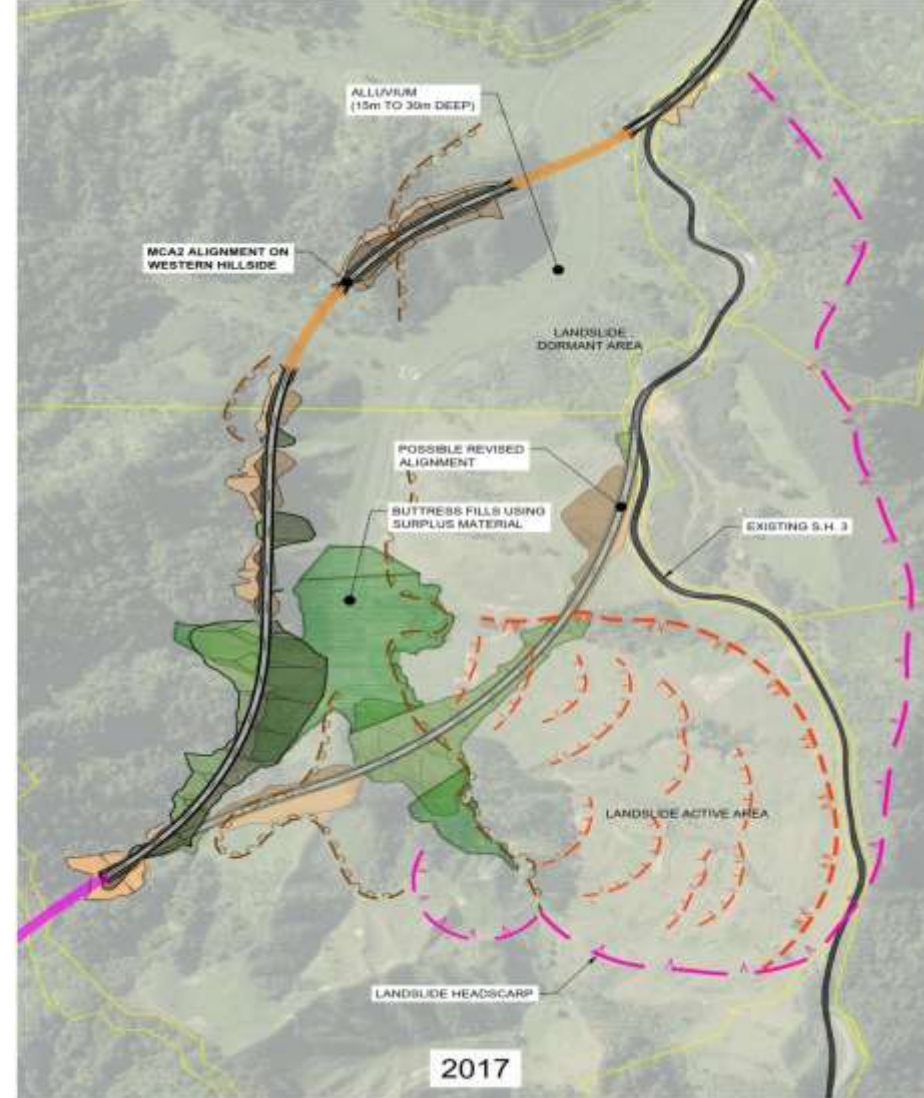 ALLUVIUM
(15m TO 30m DEEP)
MCA2 ALIGNMENT ON
WESTERN HILLSIDE
LANDSLIDE
DORMANT AREA
POSSIBLE REVISED
ALIGNMENT
BUTTRESS FILLS USING
SURPLUS MATERIAL
EXISTING S.H. 3
LANDSLIDE ACTIVE AREA
LANDSLIDE HEADSCARP
2017